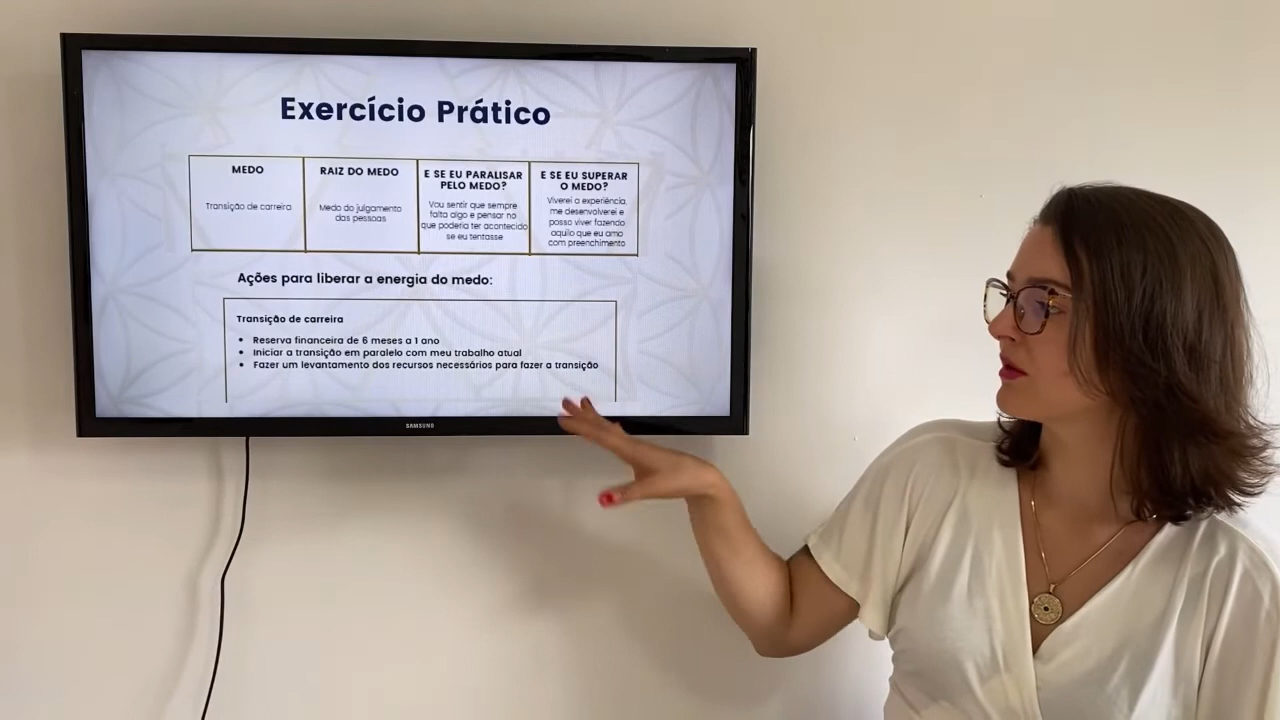 Exercício Prático
MEDO
Transição de carreira
RAIZ DO MEDO
Medo do julgamento
das pessoas
E SE EU PARALISAR
PELO MEDO?
Vou sentir que sempre
falta algo e pensar no
que poderia ter acontecido
se eu tentasse
E SE EU SUPERAR
O MEDO?
Viverei a experiência,
me desenvolverei e
posso viver fazendo
aquilo que eu amo
com preenchimento
Ações para liberar a energia do medo:
Transição de carreira
• Reserva financeira de 6 meses a 1 ano
• Iniciar a transição em paralelo com meu trabalho atual
• Fazer um levantamento dos recursos necessários para fazer a transição
SAMSUNG